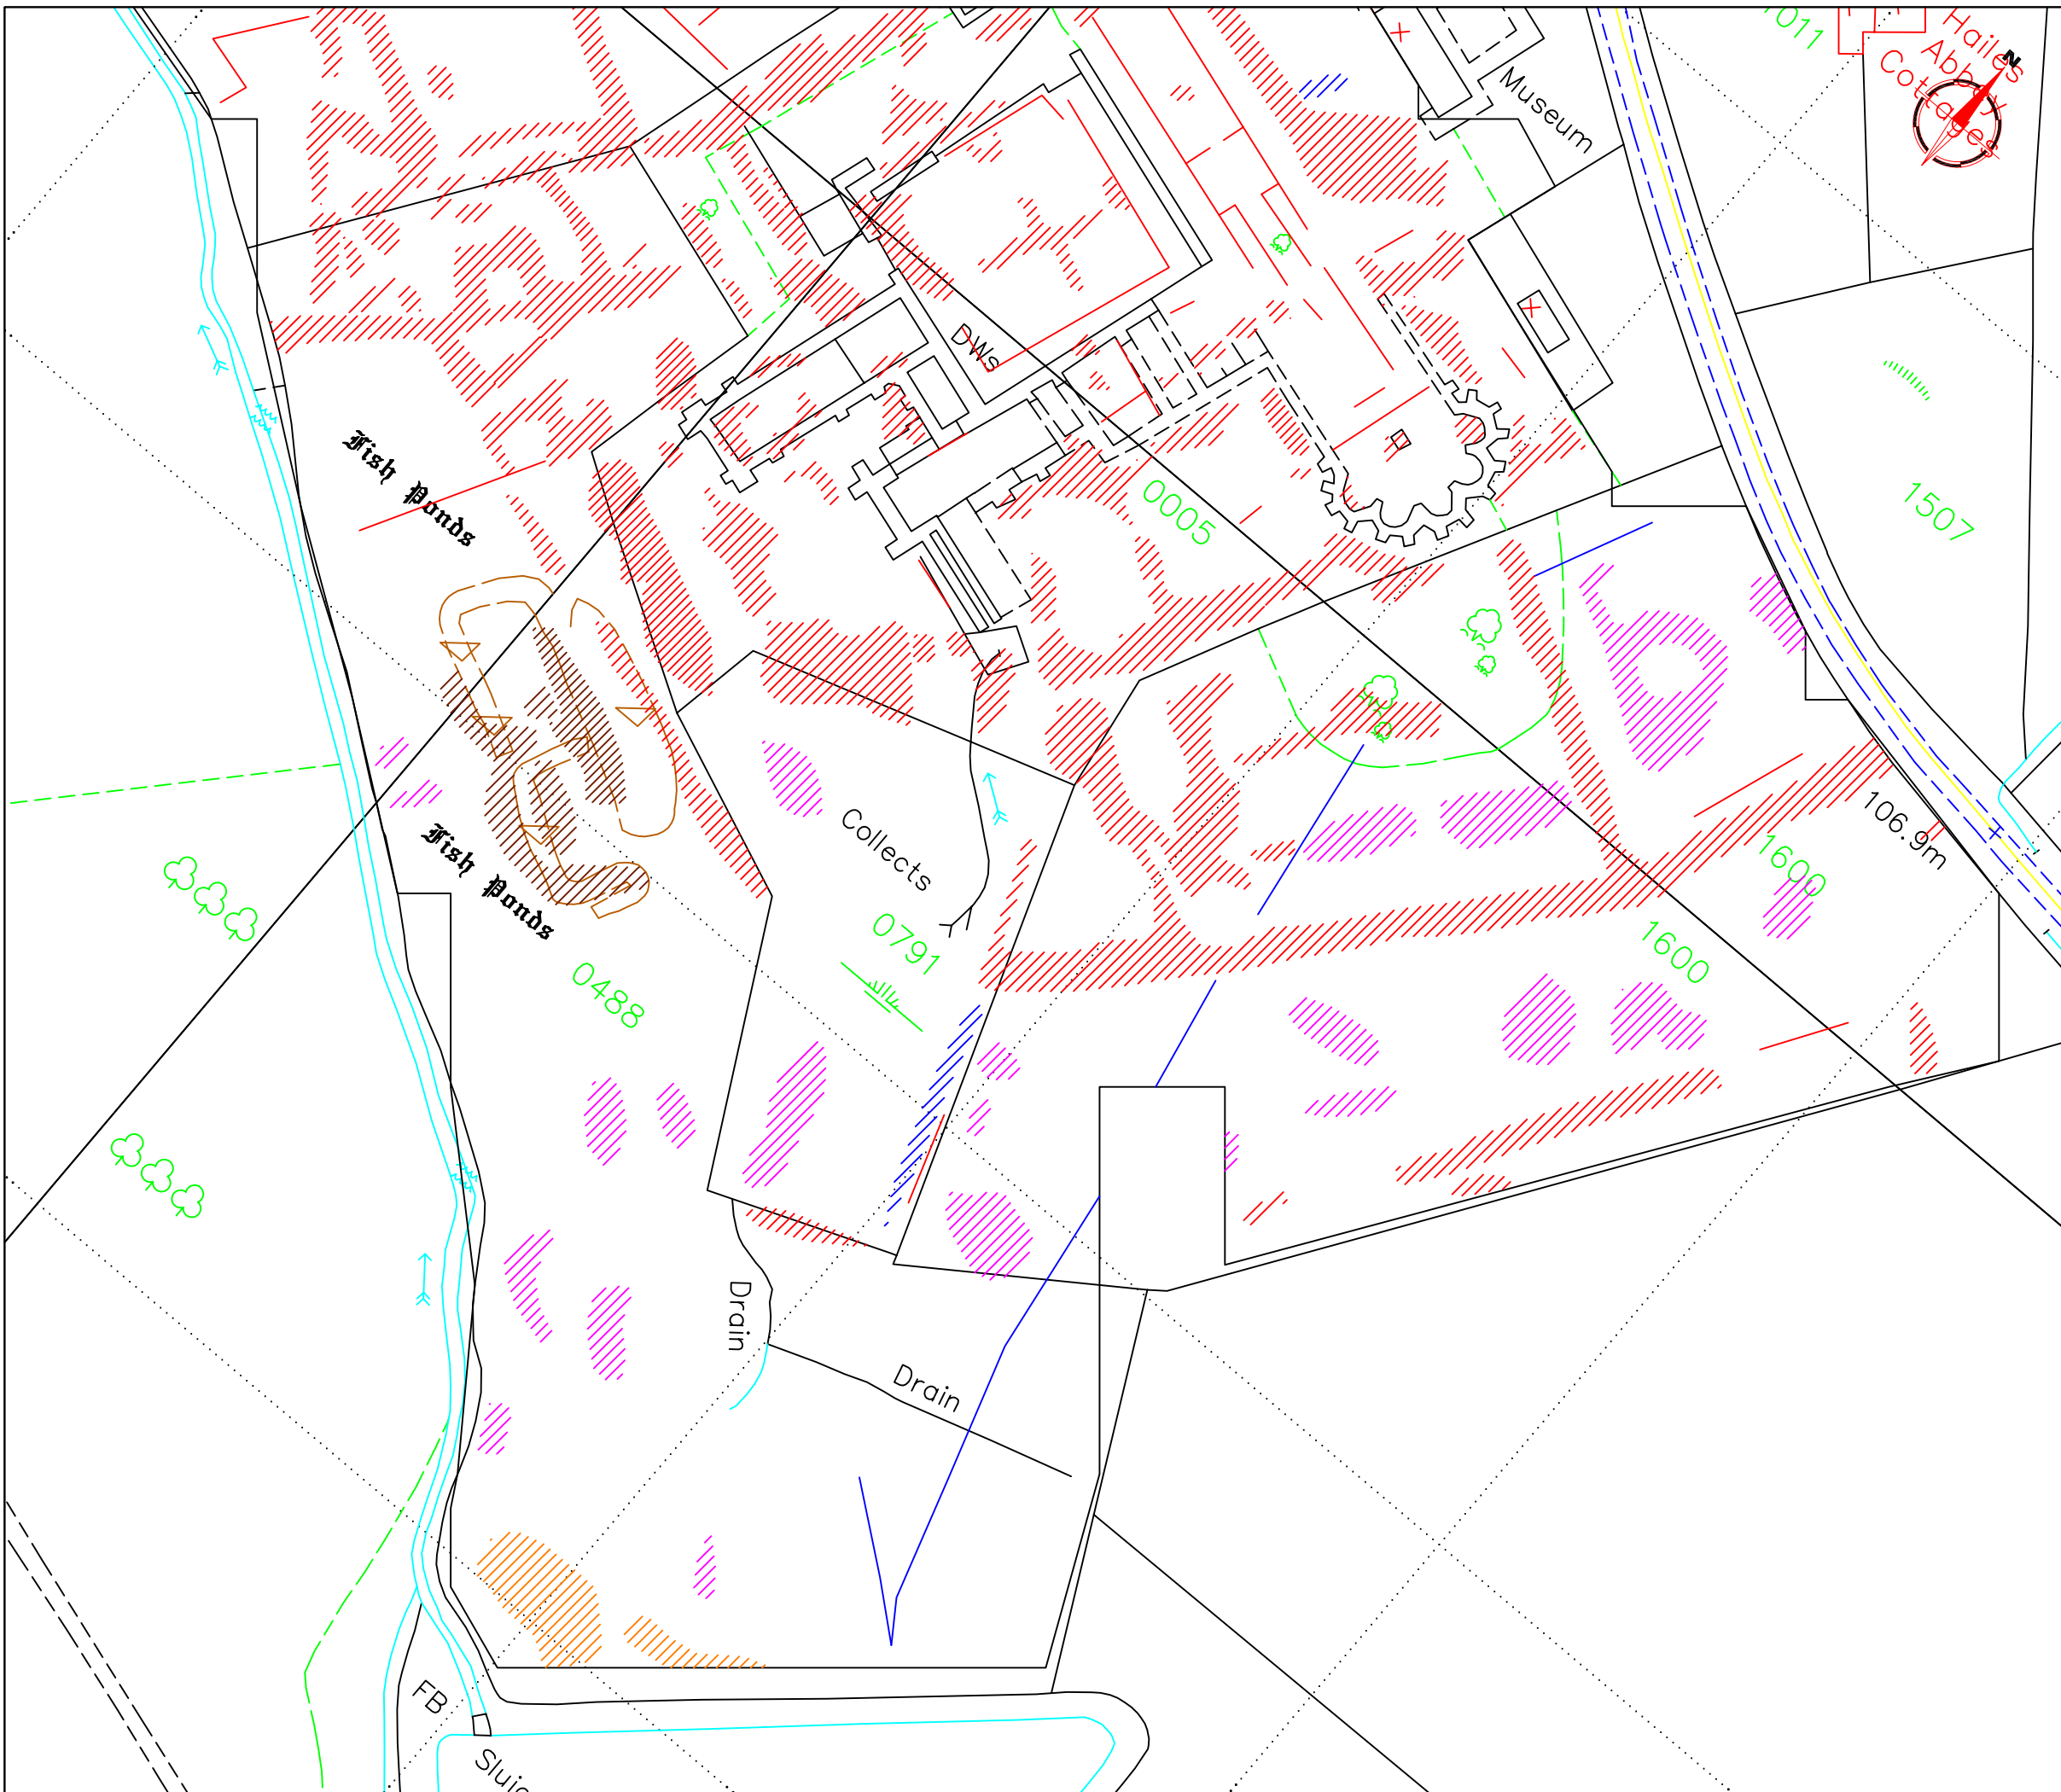 1011
Hailes
Abbey
Cottages
N
Museum
DWs
Fish Ponds
0005
1507
Fish Ponds
Collects
106.9m
1600
0791
1600
0488
Drain
Drain
FB